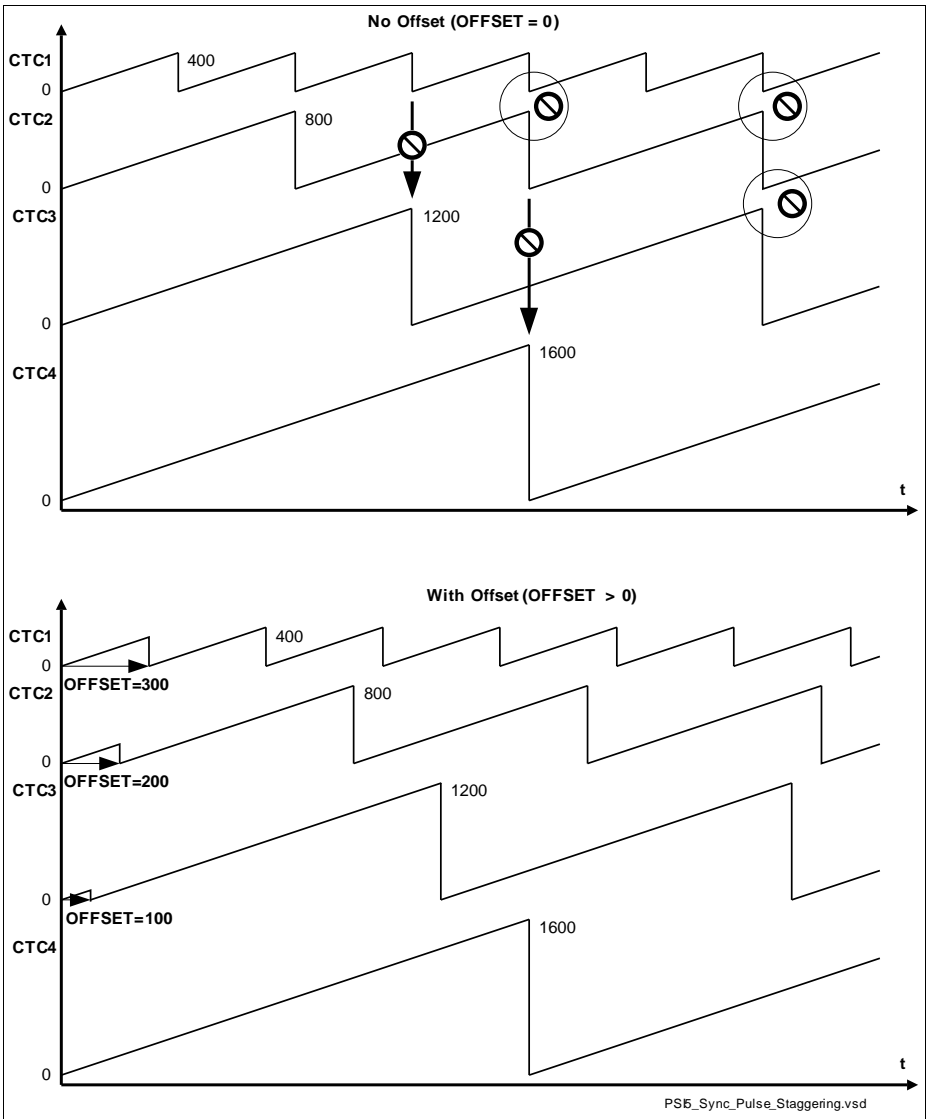 No Offset (OFFSET = 0)
CTC1
400
0
CTC2
800
0
CTC3
1200
0
CTC4
1600
0
t
With Offset (OFFSET > 0)
CTC1
400
0
OFFSET=300
CTC2
800
0
OFFSET=200
CTC3
1200
0
OFFSET=100
CTC4
1600
0
t
PSI5_Sync_Pulse_Staggering.vsd